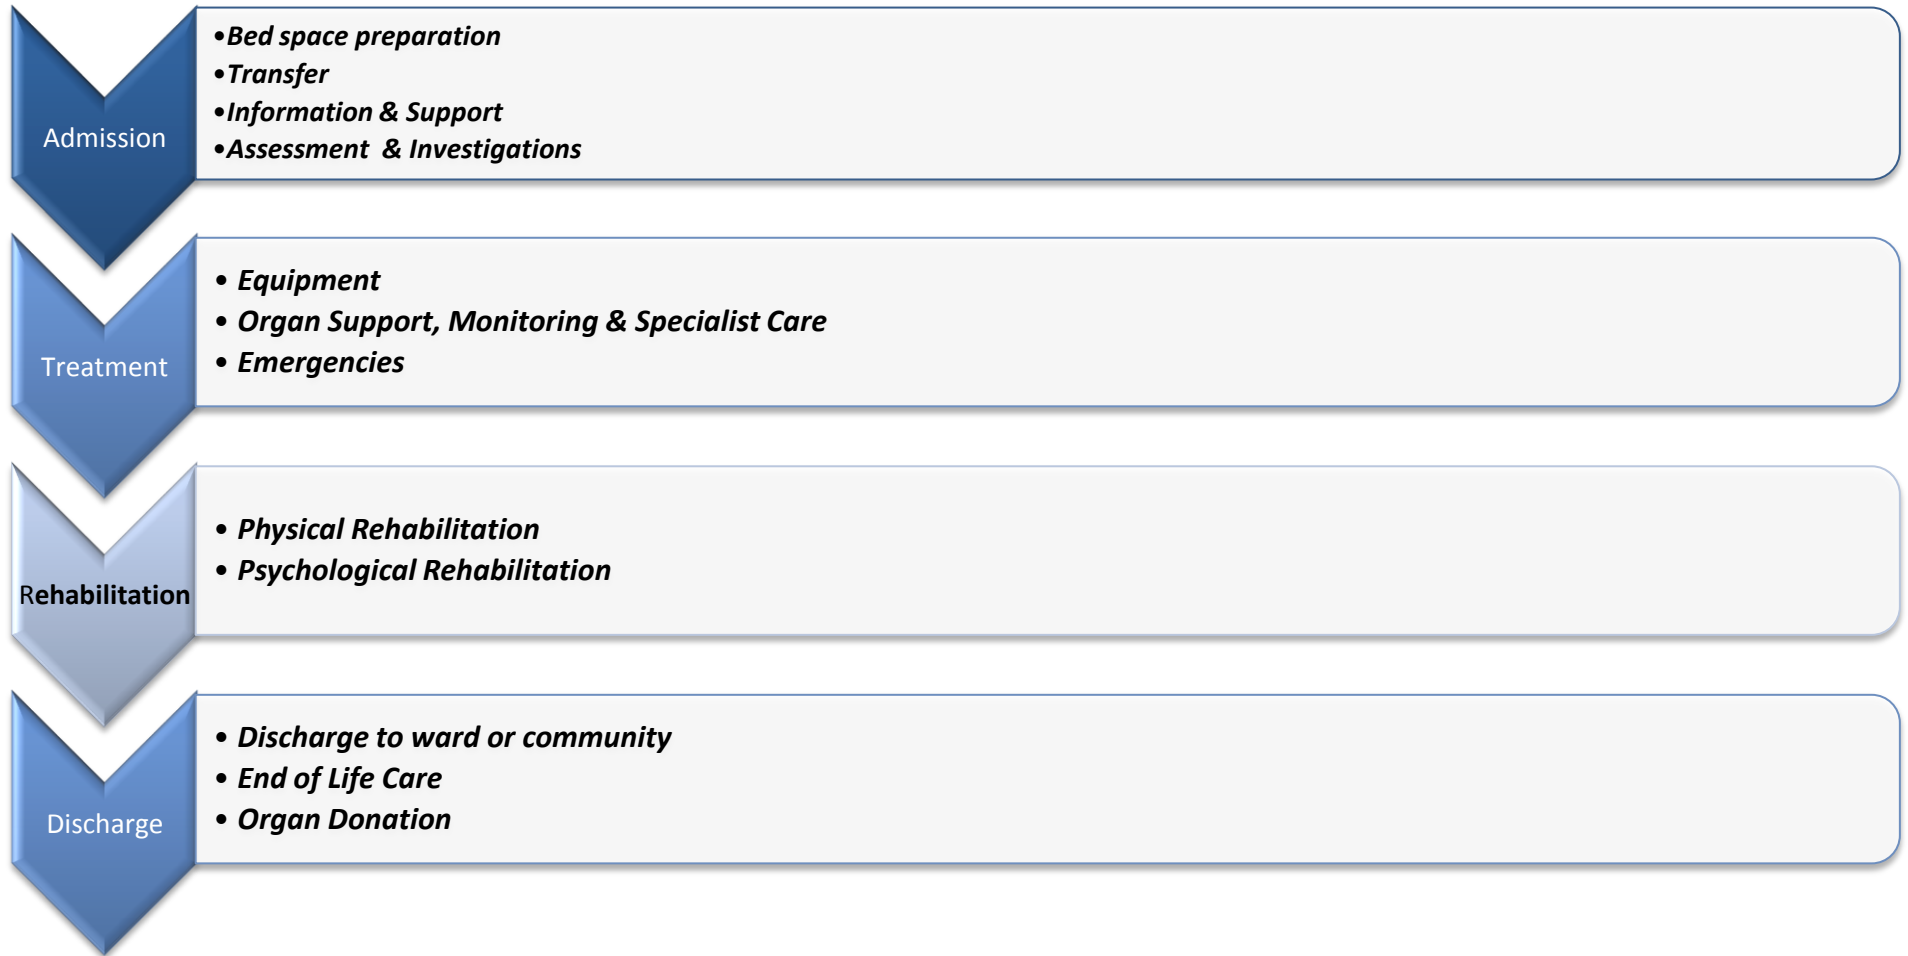 Admission
•Bed space preparation
•Transfer
•Information & Support
•Assessment  & Investigations
Treatment
• Equipment
• Organ Support, Monitoring & Specialist Care
• Emergencies
Rehabilitation
• Physical Rehabilitation
• Psychological Rehabilitation
Discharge
• Discharge to ward or community
• End of Life Care
• Organ Donation